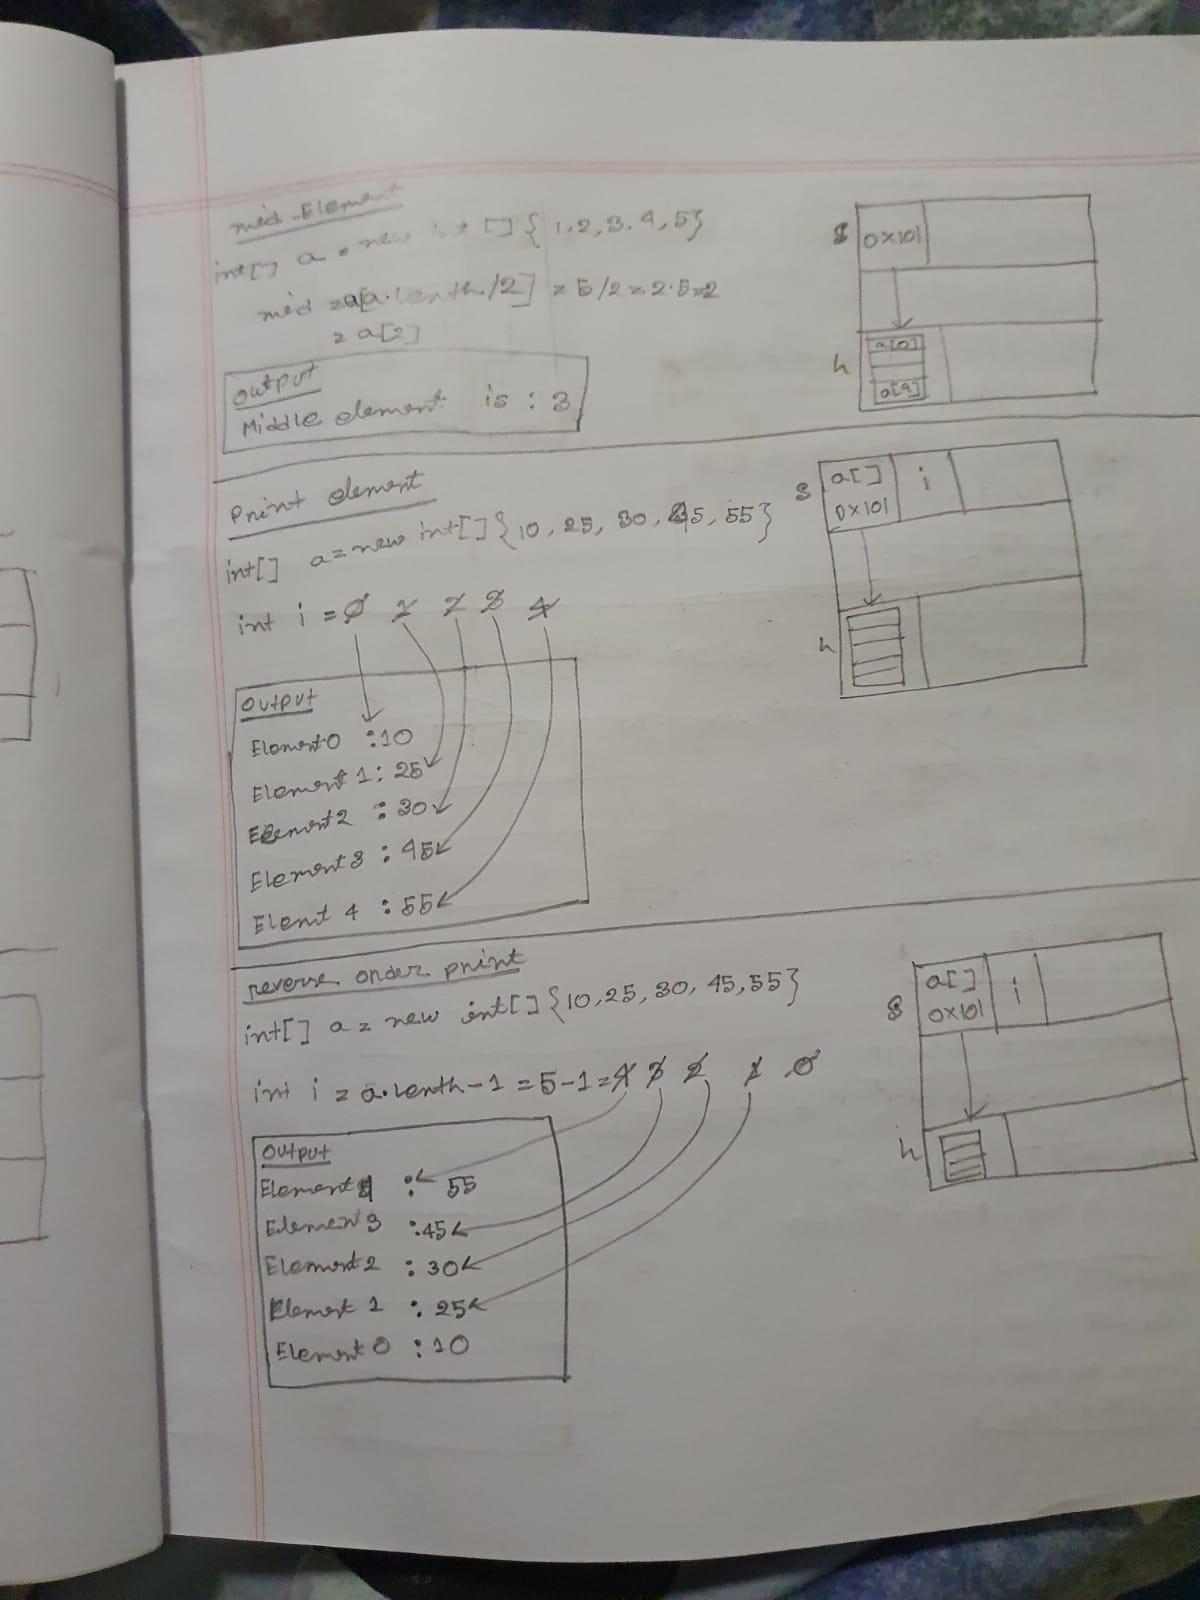 mid-Element
int[] a = new int []{ 1,2,3,4,5}
mid = a[a.lenth/2] = 5/2 = 2.5=2
= a[2]
Output
Middle element is : 3
S 0x101
h
a[0]
a[4]
Print element
int[] a = new int[]{10, 25, 30, 45, 55}
int i = 0 1 2 3 4
Output
Element 0 :10
Element 1: 25
Element 2 : 30
Element 3 : 45
Elemt 4 : 55
S a[] i
0x101
h
reverse order print
int[] a = new int[]{10,25,30, 45,55}
int i = a.lenth-1 = 5-1=4 3 2 1 0
Output
Element 4 : 55
Elemen 3 :45
Element 2 : 30
Element 1 : 25
Element 0 :10
S a[] i
0x101
h